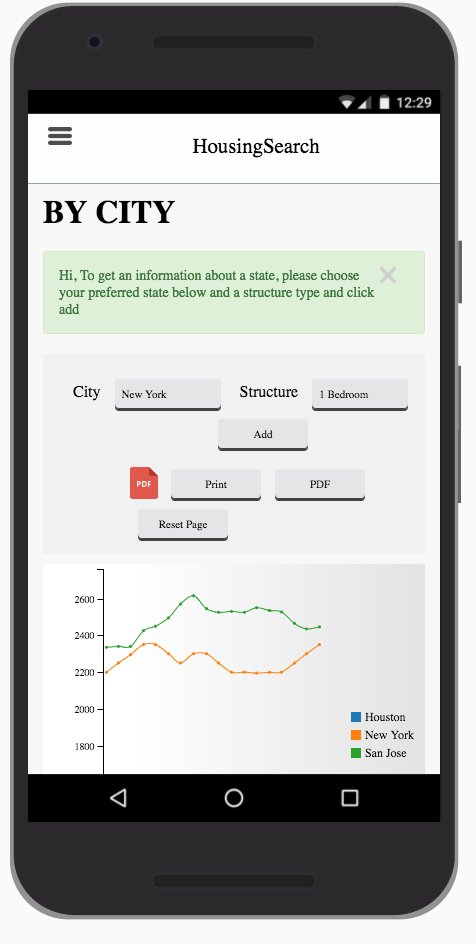 12:29
HousingSearch
BY CITY
Hi, To get an information about a state, please choose
your preferred state below and a structure type and click
add
City New York Structure 1 Bedroom
Add
PDF Print PDF
Reset Page
2600
2400
2200
2000
1800
Houston
New York
San Jose